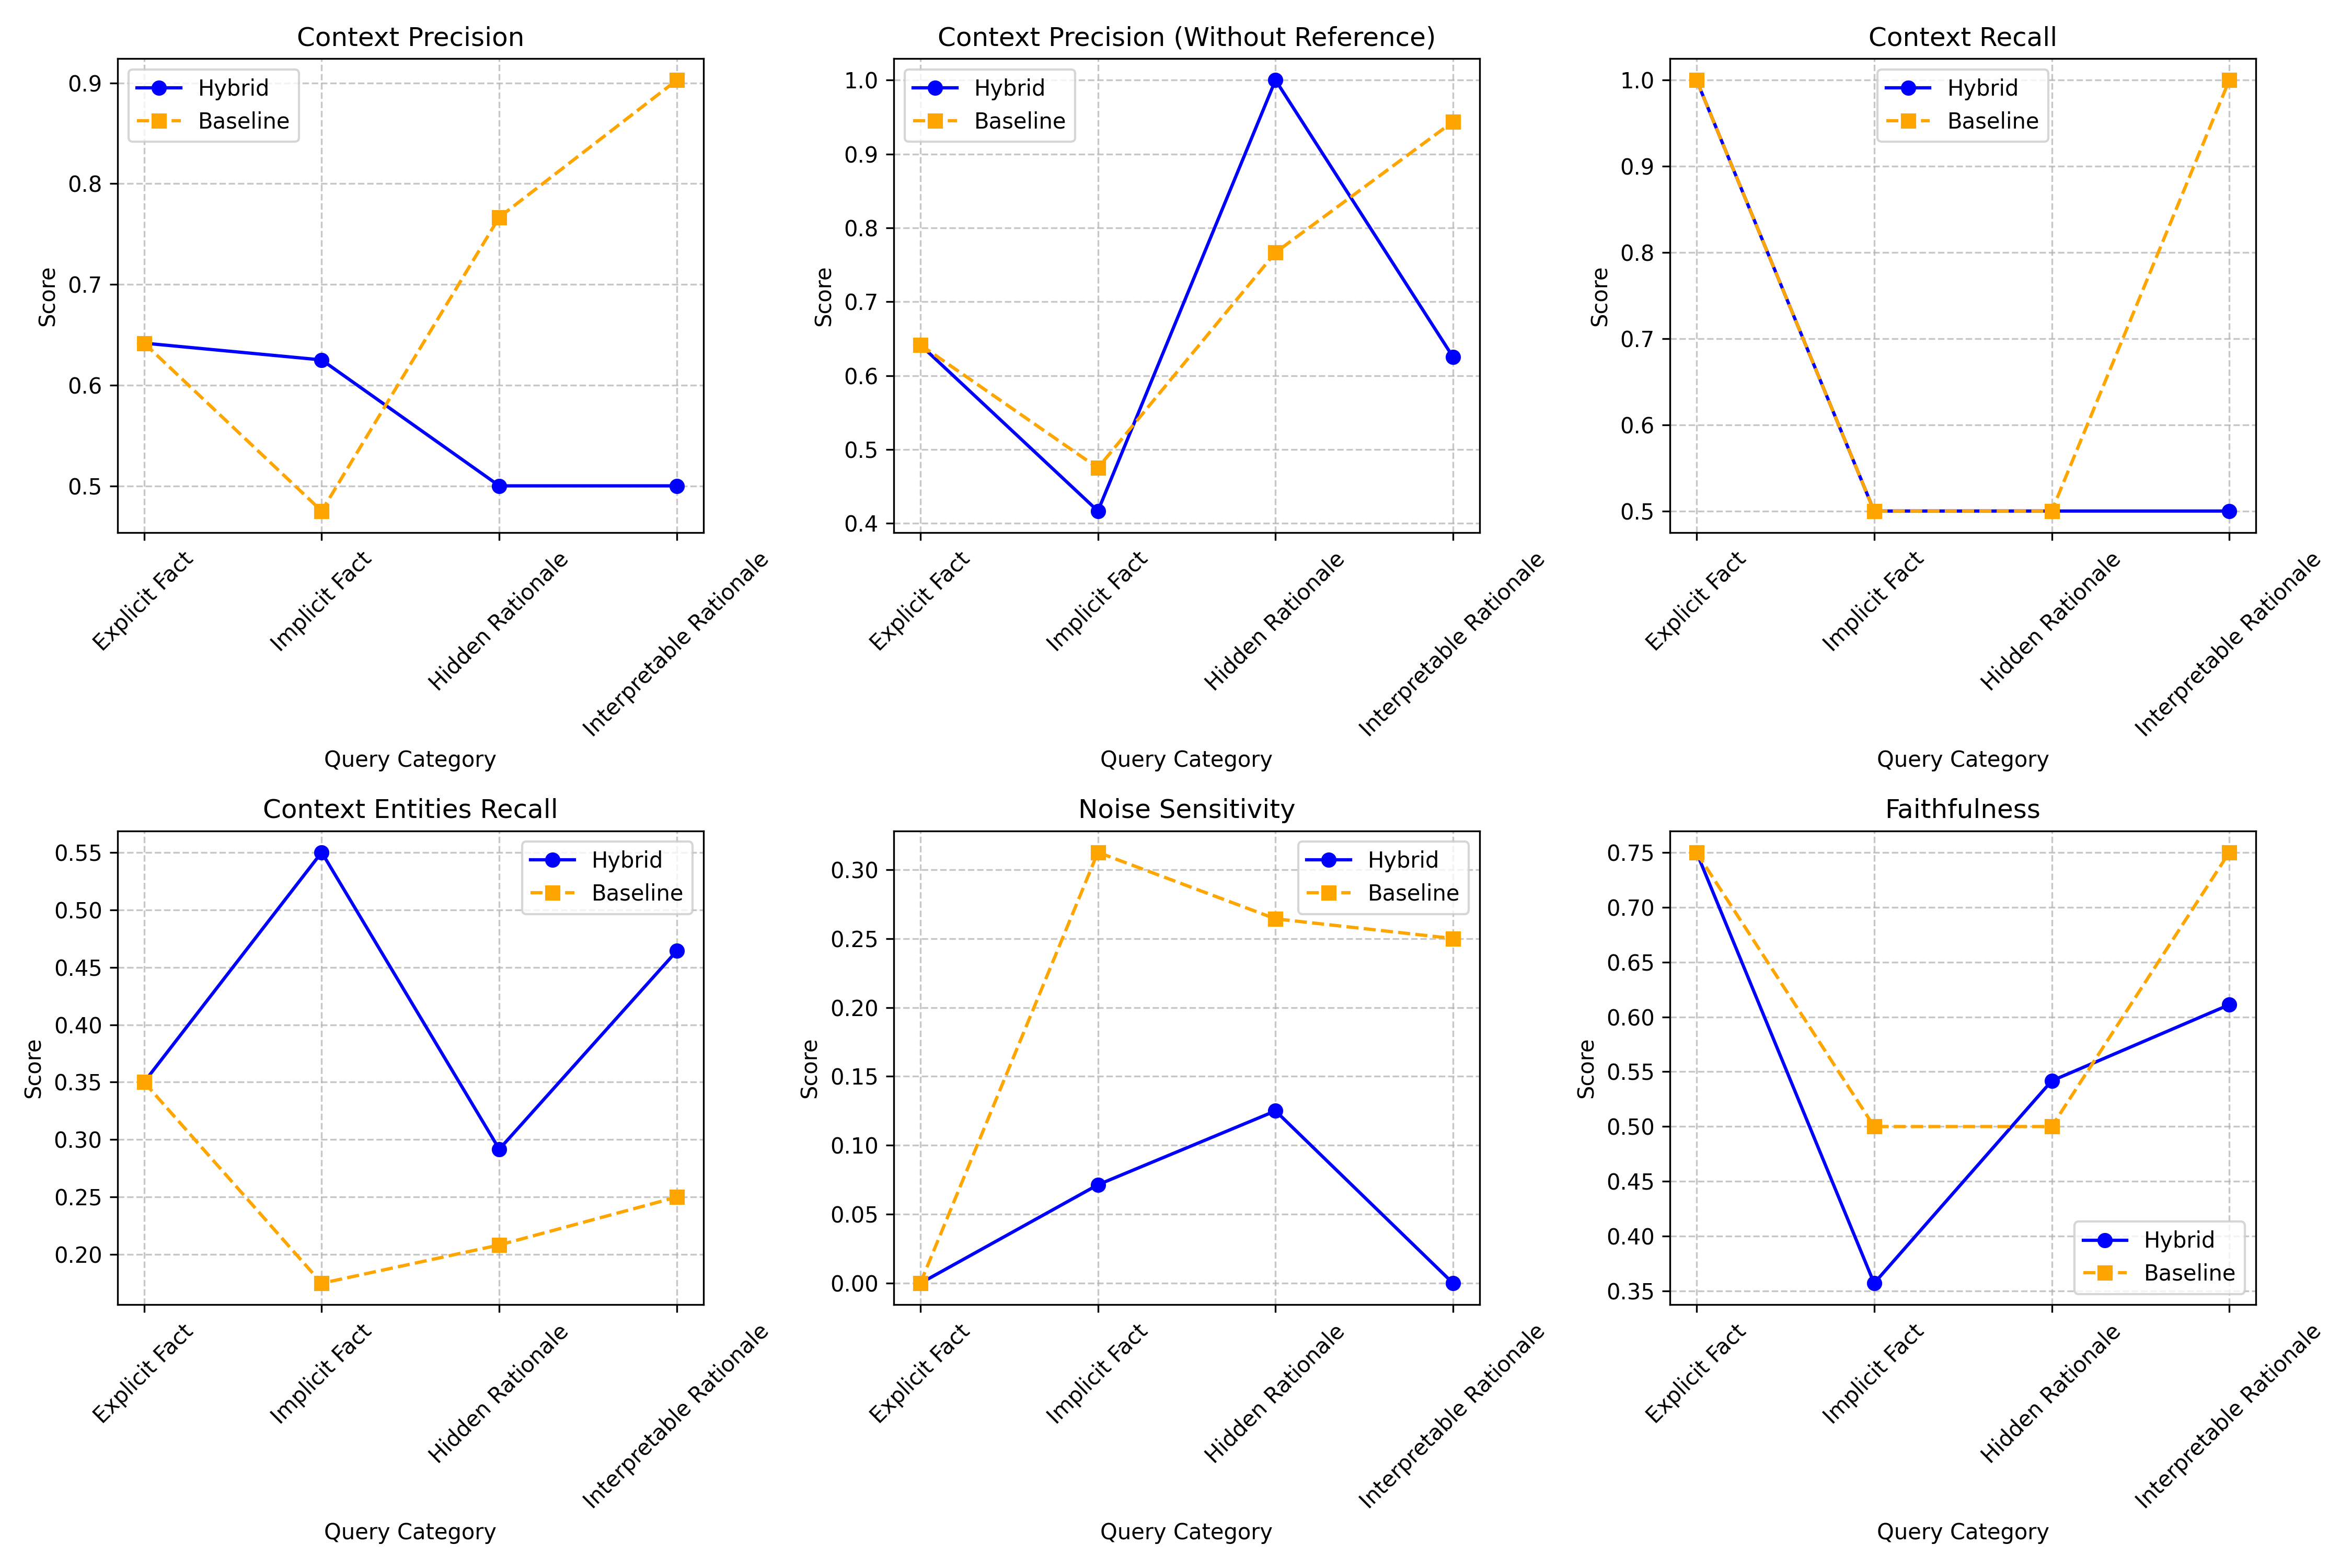 Context Precision
Hybrid
Baseline
0.9
0.8
0.7
0.6
0.5
Score
Explicit Fact
Implicit Fact
Hidden Rationale
Interpretable Rationale
Query Category
Context Precision (Without Reference)
Hybrid
Baseline
1.0
0.9
0.8
0.7
0.6
0.5
0.4
Score
Explicit Fact
Implicit Fact
Hidden Rationale
Interpretable Rationale
Query Category
Context Recall
Hybrid
Baseline
1.0
0.9
0.8
0.7
0.6
0.5
Score
Explicit Fact
Implicit Fact
Hidden Rationale
Interpretable Rationale
Query Category
Context Entities Recall
Hybrid
Baseline
0.55
0.50
0.45
0.40
0.35
0.30
0.25
0.20
Score
Explicit Fact
Implicit Fact
Hidden Rationale
Interpretable Rationale
Query Category
Noise Sensitivity
Hybrid
Baseline
0.30
0.25
0.20
0.15
0.10
0.05
0.00
Score
Explicit Fact
Implicit Fact
Hidden Rationale
Interpretable Rationale
Query Category
Faithfulness
0.75
0.70
0.65
0.60
0.55
0.50
0.45
0.40
0.35
Score
Hybrid
Baseline
Explicit Fact
Implicit Fact
Hidden Rationale
Interpretable Rationale
Query Category